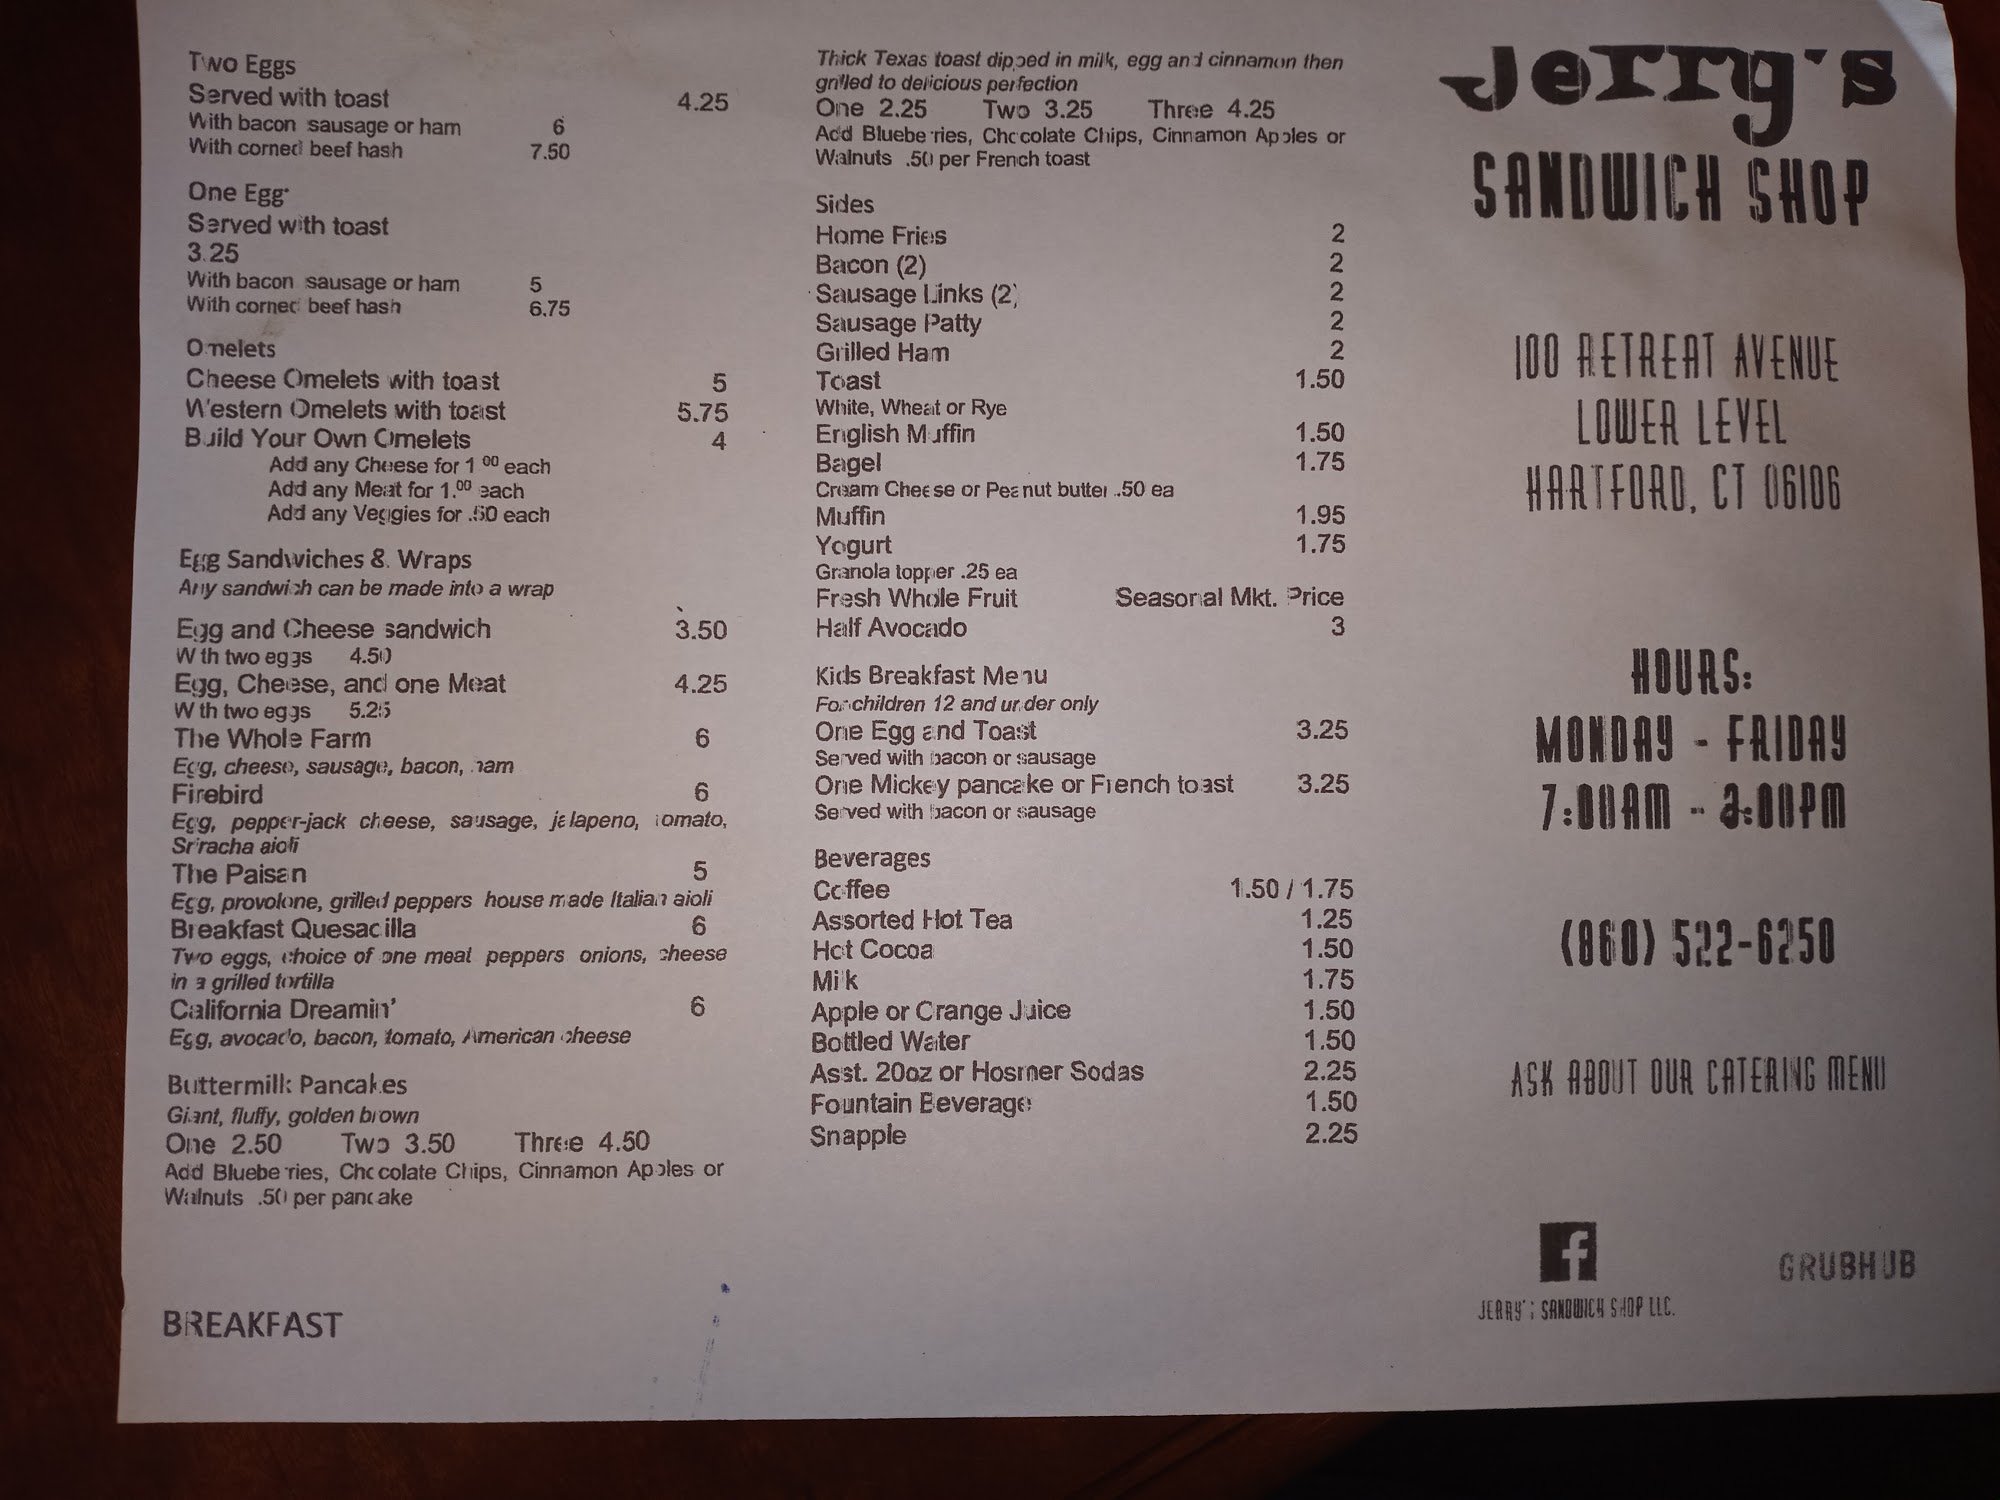 Two Eggs
Served with toast 4.25
With bacon sausage or ham 6
With corned beef hash 7.50
One Egg
Served with toast
3.25
With bacon sausage or ham 5
With corned beef hash 6.75
Omelets
Cheese Omelets with toast 5
Western Omelets with toast 5.75
Build Your Own Omelets 4
Add any Cheese for 1 00 each
Add any Meat for 1.00 each
Add any Veggies for .50 each
Egg Sandwiches & Wraps
Any sandwich can be made into a wrap
Egg and Cheese sandwich 3.50
With two eggs 4.50
Egg, Cheese, and one Meat 4.25
With two eggs 5.25
The Whole Farm 6
Egg, cheese, sausage, bacon, ham
Firebird 6
Egg, pepper-jack cheese, sausage, jalapeno, tomato,
Sriracha aioli
The Paisan 5
Egg, provolone, grilled peppers house made Italian aioli
Breakfast Quesadilla 6
Two eggs, choice of one meat peppers onions, cheese
in a grilled tortilla
California Dreamin' 6
Egg, avocado, bacon, tomato, American cheese
Buttermilk Pancakes
Giant, fluffy, golden brown
One 2.50 Two 3.50 Three 4.50
Add Blueberries, Chocolate Chips, Cinnamon Apples or
Walnuts .50 per pancake
BREAKFAST
Thick Texas toast dipped in milk, egg and cinnamon then
grilled to delicious perfection
One 2.25 Two 3.25 Three 4.25
Add Blueberries, Chocolate Chips, Cinnamon Apples or
Walnuts .50 per French toast
Sides
Home Fries 2
Bacon (2) 2
Sausage Links (2) 2
Sausage Patty 2
Grilled Ham 2
Toast 1.50
White, Wheat or Rye
English Muffin 1.50
Bagel 1.75
Cream Cheese or Peanut butter .50 ea
Muffin 1.95
Yogurt 1.75
Granola topper .25 ea
Fresh Whole Fruit Seasonal Mkt. Price
Half Avocado 3
Kids Breakfast Menu
For children 12 and under only
One Egg and Toast 3.25
Served with bacon or sausage
One Mickey pancake or French toast 3.25
Served with bacon or sausage
Beverages
Coffee 1.50 / 1.75
Assorted Hot Tea 1.25
Hot Cocoa 1.50
Milk 1.75
Apple or Orange Juice 1.50
Bottled Water 1.50
Asst. 20oz or Hosmer Sodas 2.25
Fountain Beverage 1.50
Snapple 2.25
Jerry's
SANDWICH SHOP
100 RETREAT AVENUE
LOWER LEVEL
HARTFORD, CT 06106
HOURS:
MONDAY - FRIDAY
7:00AM - 2:00PM
(860) 522-6250
ASK ABOUT OUR CATERING MENU
f
GRUBHUB
JERRY'S SANDWICH SHOP LLC.